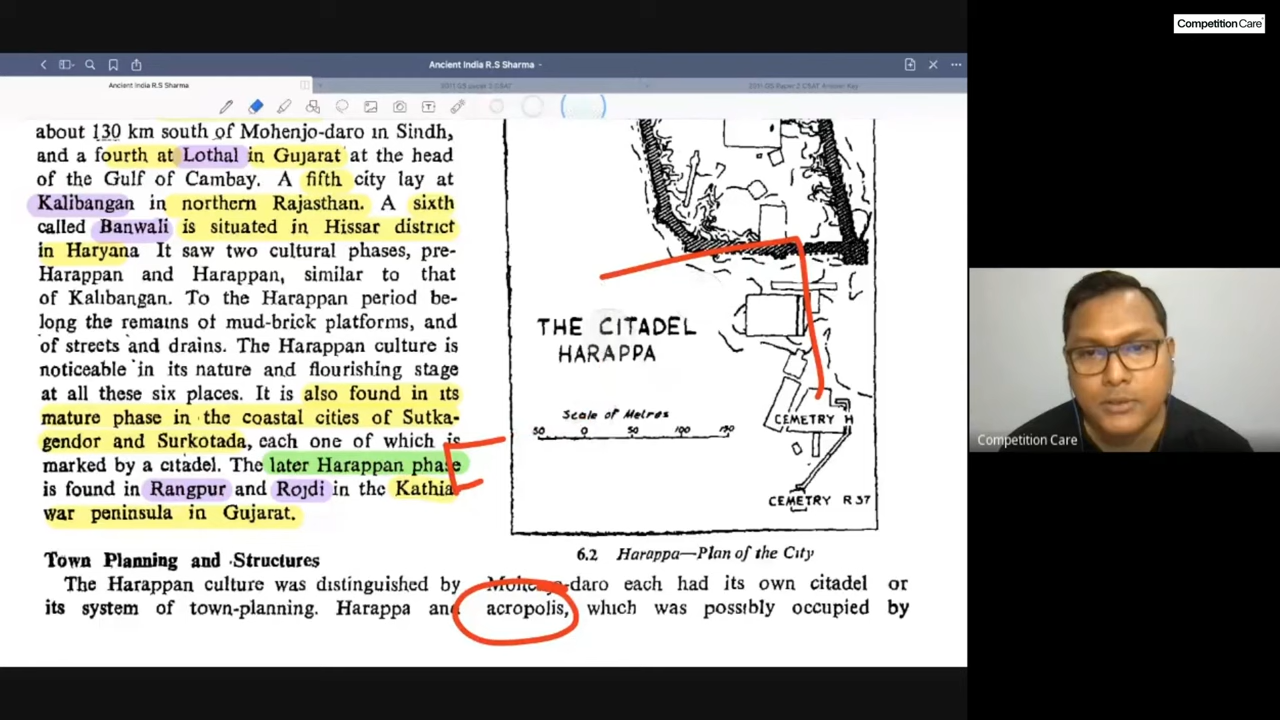 Competition Care
Ancient India R.S Sharma
Ancient India R.S Sharma
2011 GS Paper 2 CSAT Answer Key
about 130 km south of Mohenjo-daro in Sindh,
and a fourth at Lothal in Gujarat at the head
of the Gulf of Cambay. A fifth city lay at
Kalibangan in northern Rajasthan. A sixth
called Banwali is situated in Hissar district
in Haryana It saw two cultural phases, pre-
Harappan and Harappan, similar to that
of Kalibangan. To the Harappan period be-
long the remains of mud-brick platforms, and
of streets and drains. The Harappan culture is
noticeable in its nature and flourishing stage
at all these six places. It is also found in its
mature phase in the coastal cities of Sutka-
gendor and Surkotada, each one of which is
marked by a citadel. The later Harappan phase
is found in Rangpur and Rojdi in the Kathia
war peninsula in Gujarat.
Town Planning and Structures
The Harappan culture was distinguished by
its system of town-planning. Harappa and
THE CITADEL
HARAPPA
Scale of Metres
50 0 50 100 150
CEMETRY H
CEMETRY R 37
6.2 Harappa—Plan of the City
Mohenjo-daro each had its own citadel or
acropolis, which was possibly occupied by
Competition Care